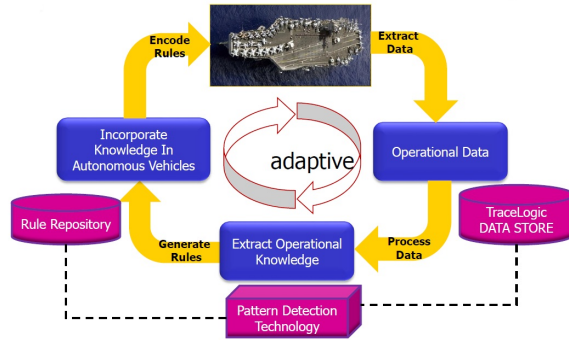 Encode
Rules
Extract
Data
Incorporate
Knowledge In
Autonomous Vehicles
adaptive
Operational Data
Rule Repository
TraceLogic
DATA STORE
Generate
Rules
Extract Operational
Knowledge
Process
Data
Pattern Detection
Technology